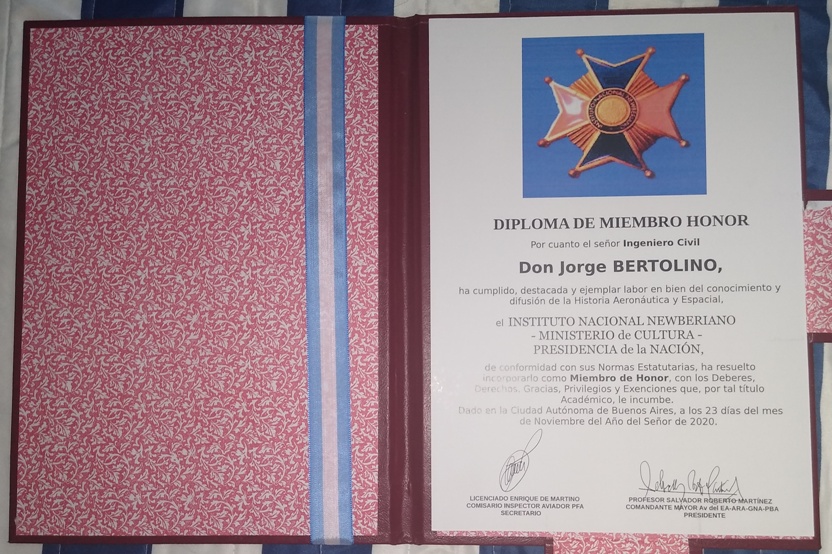 DIPLOMA DE MIEMBRO HONOR
Por cuanto el señor Ingeniero Civil
Don Jorge BERTOLINO,
ha cumplido, destacada y ejemplar labor en bien del conocimiento y
difusión de la Historia Aeronáutica y Espacial,
el INSTITUTO NACIONAL NEWBERIANO
- MINISTERIO de CULTURA -
PRESIDENCIA de la NACIÓN,
de conformidad con sus Normas Estatutarias, ha resuelto
incorporarlo como Miembro de Honor, con los Deberes,
Derechos, Gracias, Privilegios y Exenciones que, por tal título
Académico, le incumbe.
Dado en la Ciudad Autónoma de Buenos Aires, a los 23 días del mes
de Noviembre del Año del Señor de 2020.
LICENCIADO ENRIQUE DE MARTINO
COMISARIO INSPECTOR AVIADOR PFA
SECRETARIO
PROFESOR SALVADOR ROBERTO MARTÍNEZ
COMANDANTE MAYOR Av del EA-ARA-GNA-PBA
PRESIDENTE